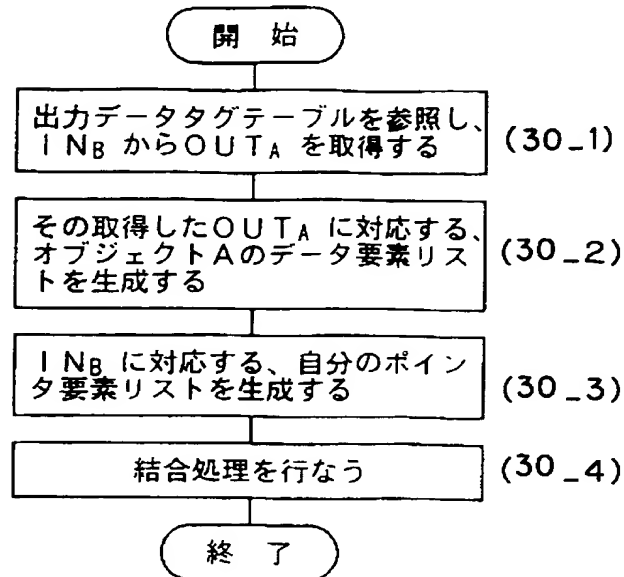 開 始
出力データタグテーブルを参照し、
INB からOUTA を取得する
(30_1)
その取得したOUTA に対応する、
オブジェクトAのデータ要素リス
トを生成する
(30_2)
INB に対応する、自分のポイン
タ要素リストを生成する
(30_3)
結合処理を行なう
(30_4)
終 了